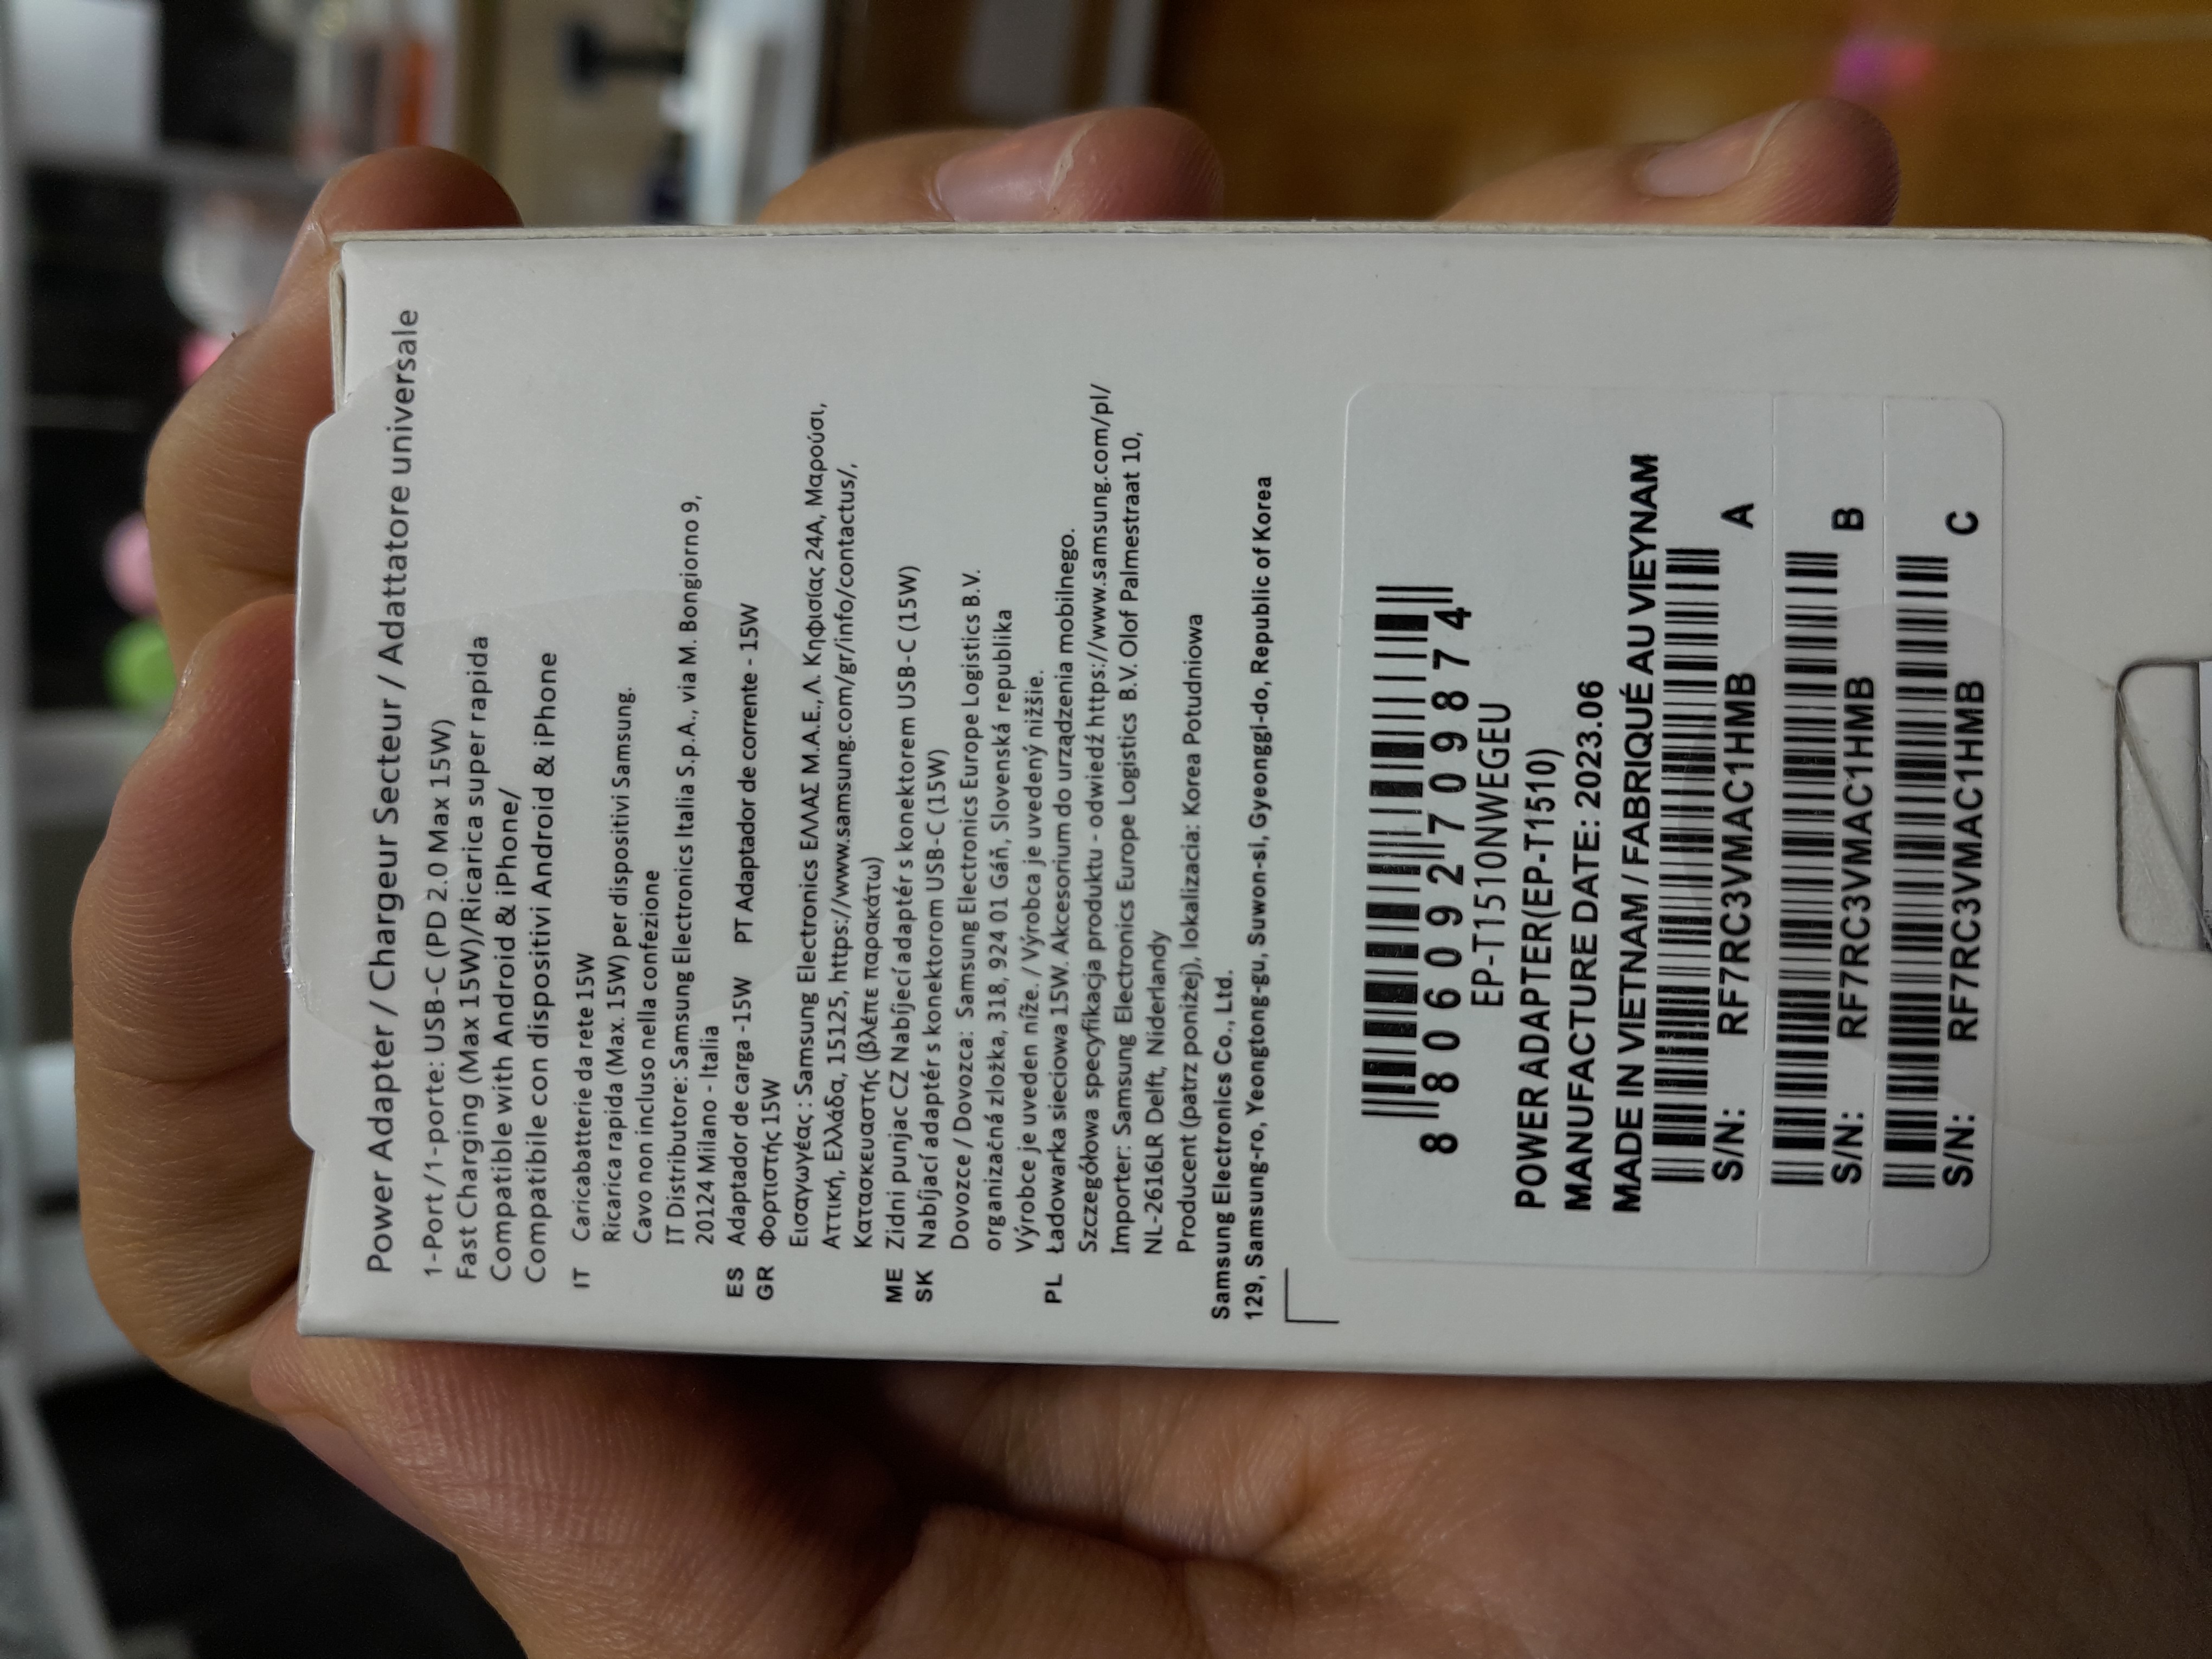 Power Adapter / Chargeur Secteur / Adattatore universale
1-Port /1-porte: USB-C (PD 2.0 Max 15W)
Fast Charging (Max 15W)/Ricarica super rapida
Compatible with Android & iPhone/
Compatibile con dispositivi Android & iPhone
IT Caricabatterie da rete 15W
Ricarica rapida (Max. 15W) per dispositivi Samsung.
Cavo non incluso nella confezione
IT Distributore: Samsung Electronics Italia S.p.A., via M. Bongiorno 9,
20124 Milano - Italia
ES Adaptador de carga -15W PT Adaptador de corrente - 15W
GR Φορτιστής 15W
Εισαγωγέας : Samsung Electronics ΕΛΛΑΣ Μ.Α.Ε., Λ. Κηφισίας 24Α, Μαρούσι,
Αττική, Ελλάδα, 15125, https://www.samsung.com/gr/info/contactus/,
Κατασκευαστής (βλέπε παρακάτω)
ME Zidni punjac CZ Nabíjecí adaptér s konektorem USB-C (15W)
SK Nabíjací adaptér s konektorom USB-C (15W)
Dovozce / Dovozca: Samsung Electronics Europe Logistics B.V.
organizačná zložka, 318, 924 01 Gáň, Slovenská republika
Výrobce je uveden níže. / Výrobca je uvedený nižšie.
PL Ładowarka sieciowa 15W. Akcesorium do urządzenia mobilnego.
Szczegółowa specyfikacja produktu - odwiedź https://www.samsung.com/pl/
Importer: Samsung Electronics Europe Logistics B.V. Olof Palmestraat 10,
NL-2616LR Delft, Niderlandy
Producent (patrz poniżej), lokalizacia: Korea Potudniowa
Samsung Electronics Co., Ltd.
129, Samsung-ro, Yeongtong-gu, Suwon-si, Gyeonggi-do, Republic of Korea
8 806092 709874
EP-T1510NWEGEU
POWER ADAPTER(EP-T1510)
MANUFACTURE DATE: 2023.06
MADE IN VIETNAM / FABRIQUÉ AU VIEYNAM
S/N: RF7RC3VMAC1HMB A
S/N: RF7RC3VMAC1HMB B
S/N: RF7RC3VMAC1HMB C